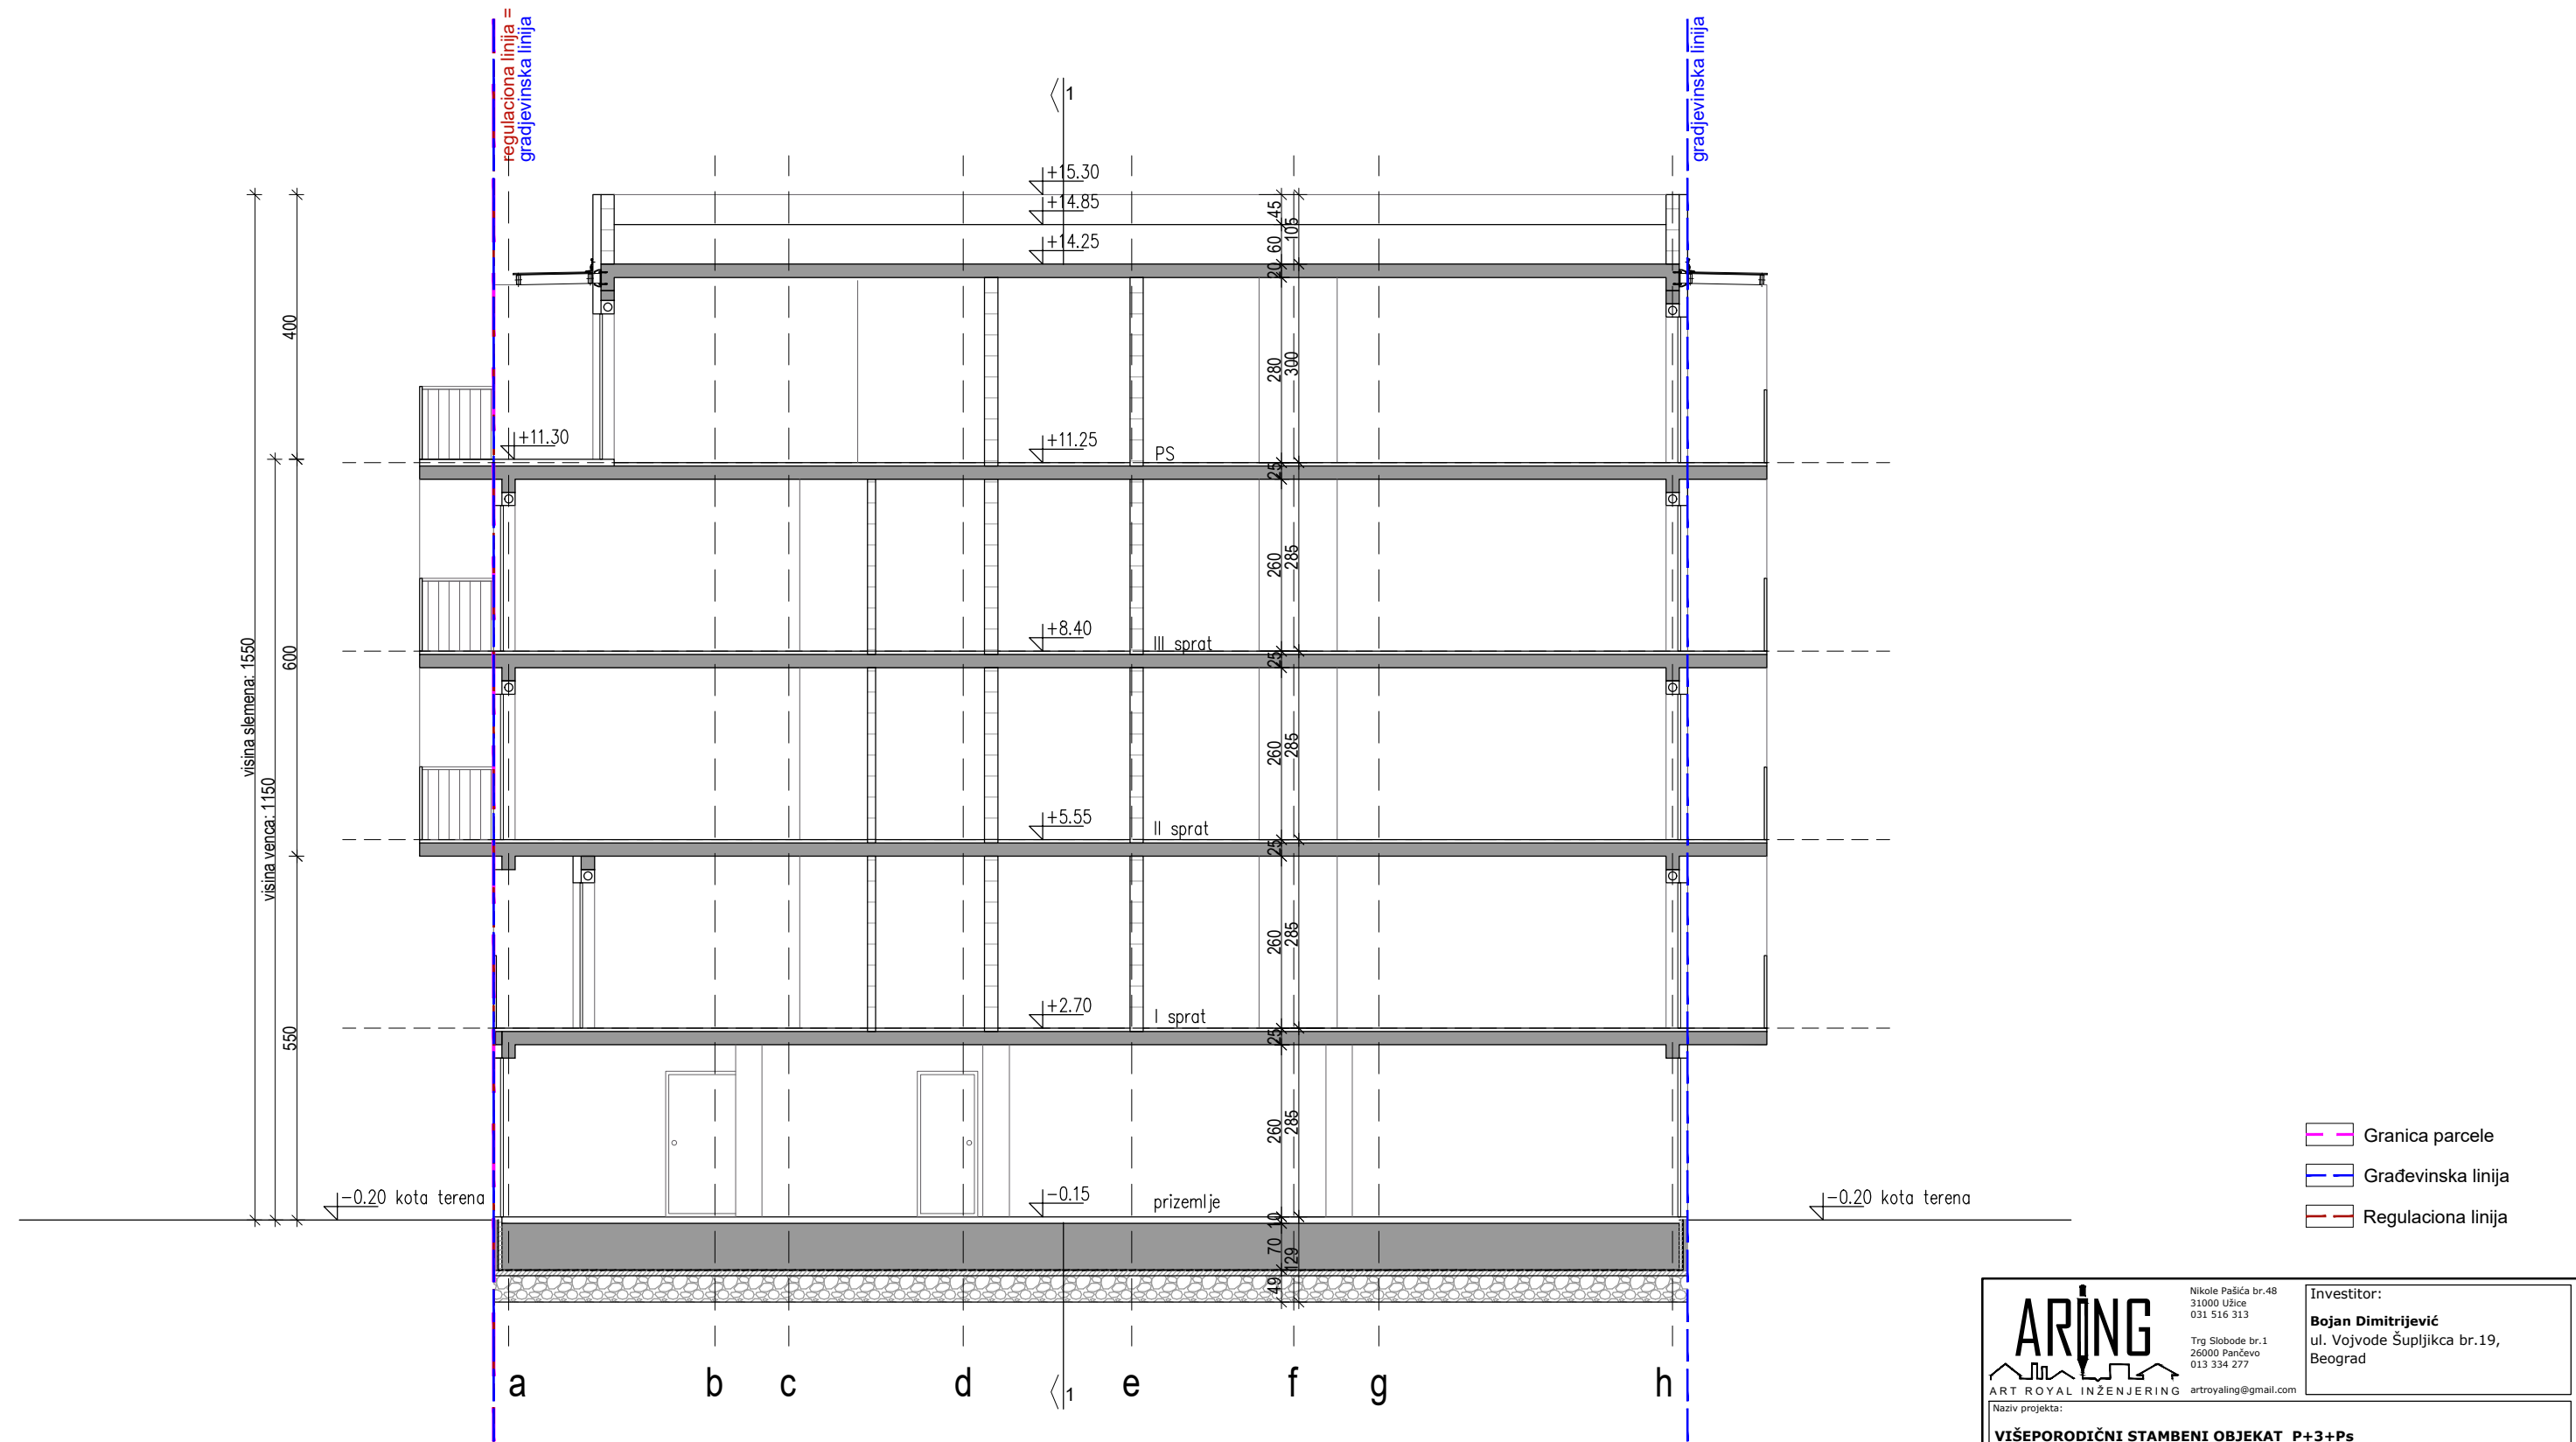 regulaciona linija =
gradjevinska linija
gradjevinska linija
1
+15.30
+14.85
+14.25
45
60
105
20
400
280
300
+11.30
+11.25
PS
25
260
285
+8.40
III sprat
25
600
visina slemena: 1550
visina venca: 1150
260
285
+5.55
II sprat
25
260
285
+2.70
I sprat
25
550
260
285
-0.20 kota terena
-0.15
prizemlje
-0.20 kota terena
10
70
129
49
a b c d e f g h
1
Granica parcele
Građevinska linija
Regulaciona linija
ARING
ART ROYAL INŽENJERING
Nikole Pašića br.48
31000 Užice
031 516 313
Trg Slobode br.1
26000 Pančevo
013 334 277
artroyaling@gmail.com
Investitor:
Bojan Dimitrijević
ul. Vojvode Šupljikca br.19,
Beograd
Naziv projekta:
VIŠEPORODIČNI STAMBENI OBJEKAT P+3+Ps